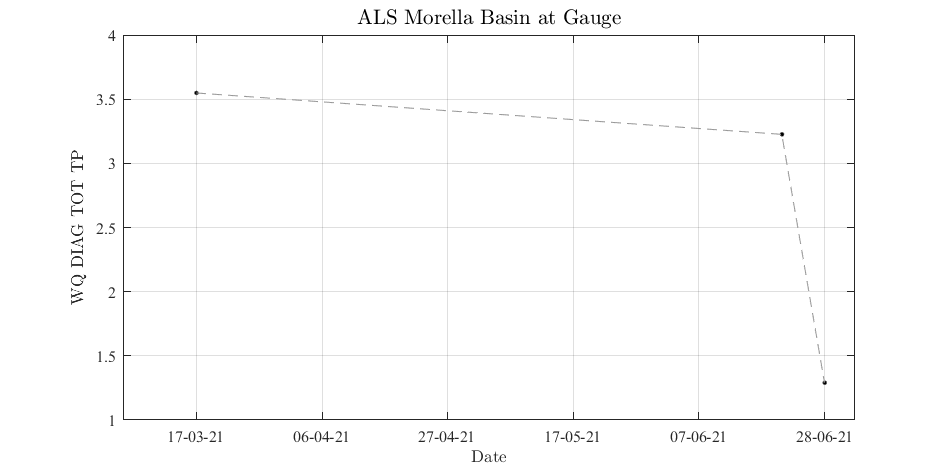 ALS Morella Basin at Gauge
4
3.5
3
2.5
2
1.5
1
WQ DIAG TOT TP
17-03-21 06-04-21 27-04-21 17-05-21 07-06-21 28-06-21
Date